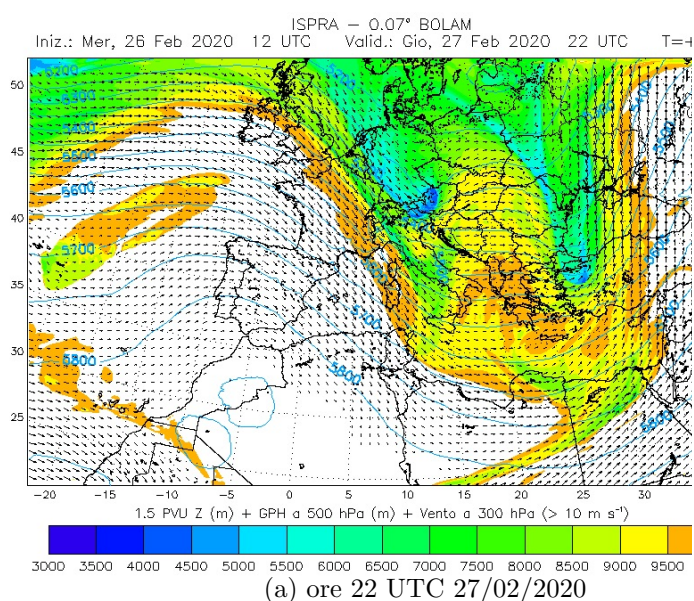 ISPRA – 0.07° BOLAM
Iniz.: Mer, 26 Feb 2020 12 UTC Valid.: Gio, 27 Feb 2020 22 UTC T=+
50
45
40
35
30
25
5200
5300
5400
5500
5600
5700
5800
5700
5800
5800
−20 −15 −10 −5 0 5 10 15 20 25 30
1.5 PVU Z (m) + GPH a 500 hPa (m) + Vento a 300 hPa (> 10 m s⁻¹)
3000 3500 4000 4500 5000 5500 6000 6500 7000 7500 8000 8500 9000 9500
(a) ore 22 UTC 27/02/2020